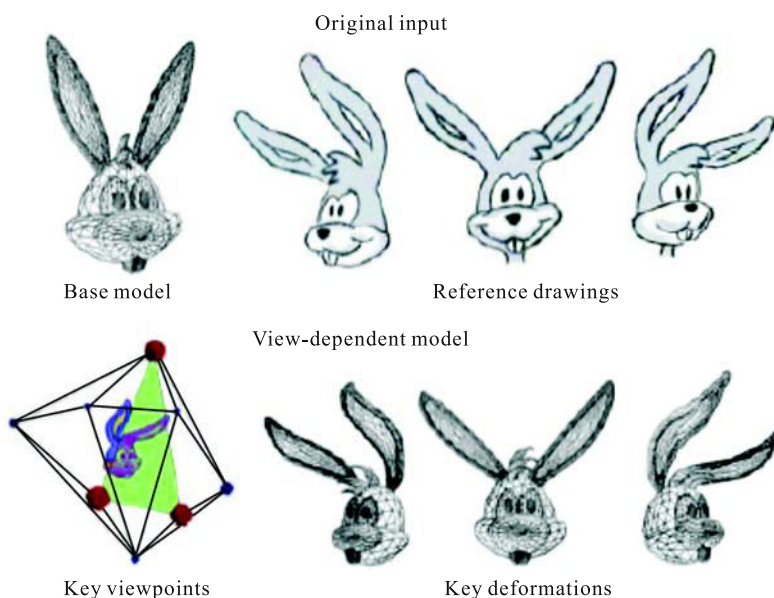 Original input
Base model
Reference drawings
View-dependent model
Key viewpoints
Key deformations